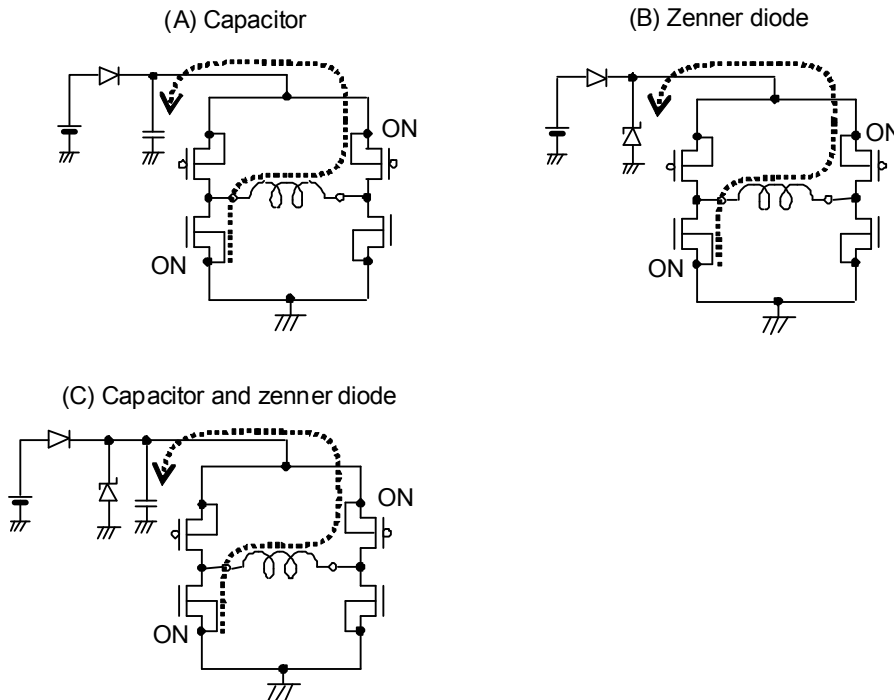 (A) Capacitor
ON
ON
(B) Zenner diode
ON
ON
(C) Capacitor and zenner diode
ON
ON